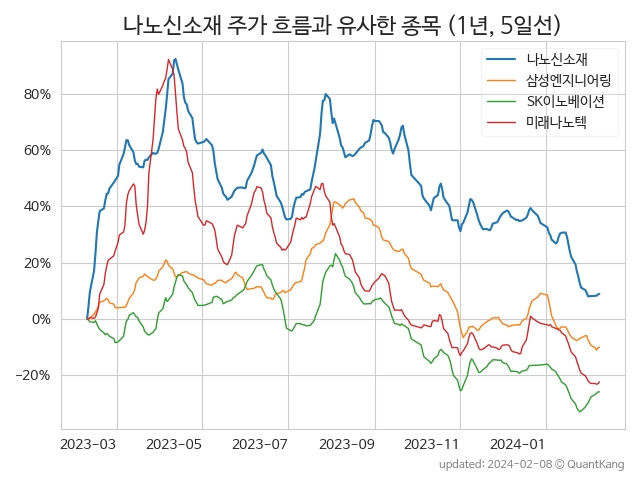 나노신소재 주가 흐름과 유사한 종목 (1년, 5일선)
나노신소재
삼성엔지니어링
SK이노베이션
미래나노텍
80%
60%
40%
20%
0%
−20%
2023-03 2023-05 2023-07 2023-09 2023-11 2024-01
updated: 2024-02-08 © QuantKang